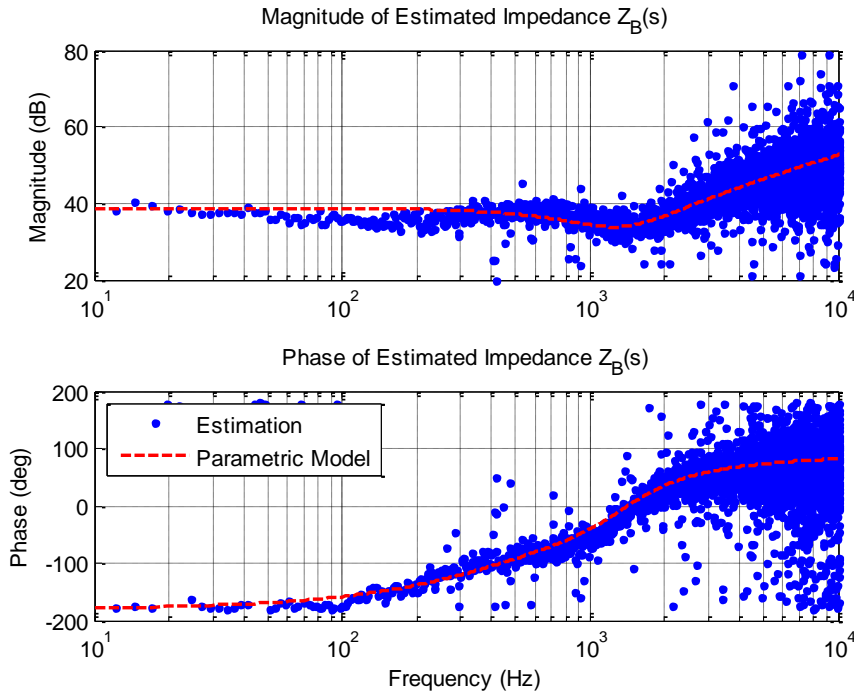 Magnitude of Estimated Impedance Z_B(s)
80
60
40
20
Magnitude (dB)
10^1
10^2
10^3
10^4
Phase of Estimated Impedance Z_B(s)
200
100
0
-100
-200
Phase (deg)
Estimation
Parametric Model
10^1
10^2
10^3
10^4
Frequency (Hz)